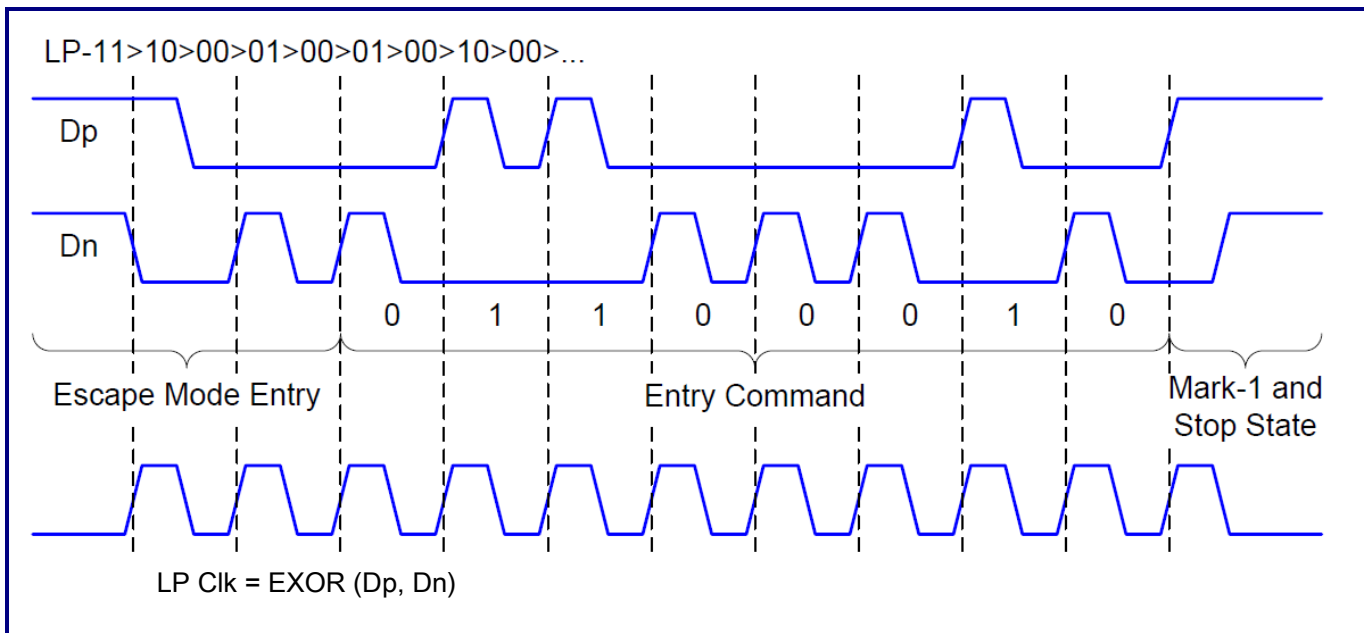 LP-11>10>00>01>00>01>00>10>00>...
Dp
Dn
0 1 1 0 0 0 1 0
Escape Mode Entry
Entry Command
Mark-1 and
Stop State
LP Clk = EXOR (Dp, Dn)